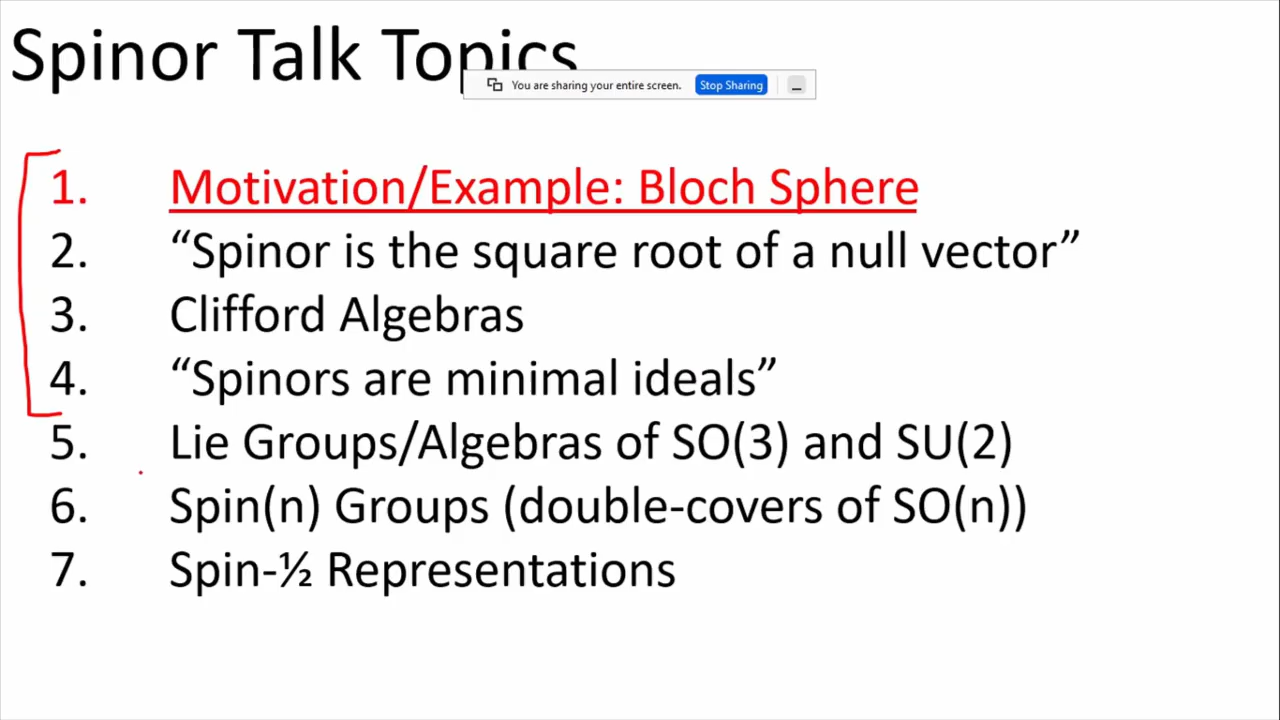 Spinor Talk Topics
You are sharing your entire screen. Stop Sharing
1. Motivation/Example: Bloch Sphere
2. “Spinor is the square root of a null vector”
3. Clifford Algebras
4. “Spinors are minimal ideals”
5. Lie Groups/Algebras of SO(3) and SU(2)
6. Spin(n) Groups (double-covers of SO(n))
7. Spin-½ Representations